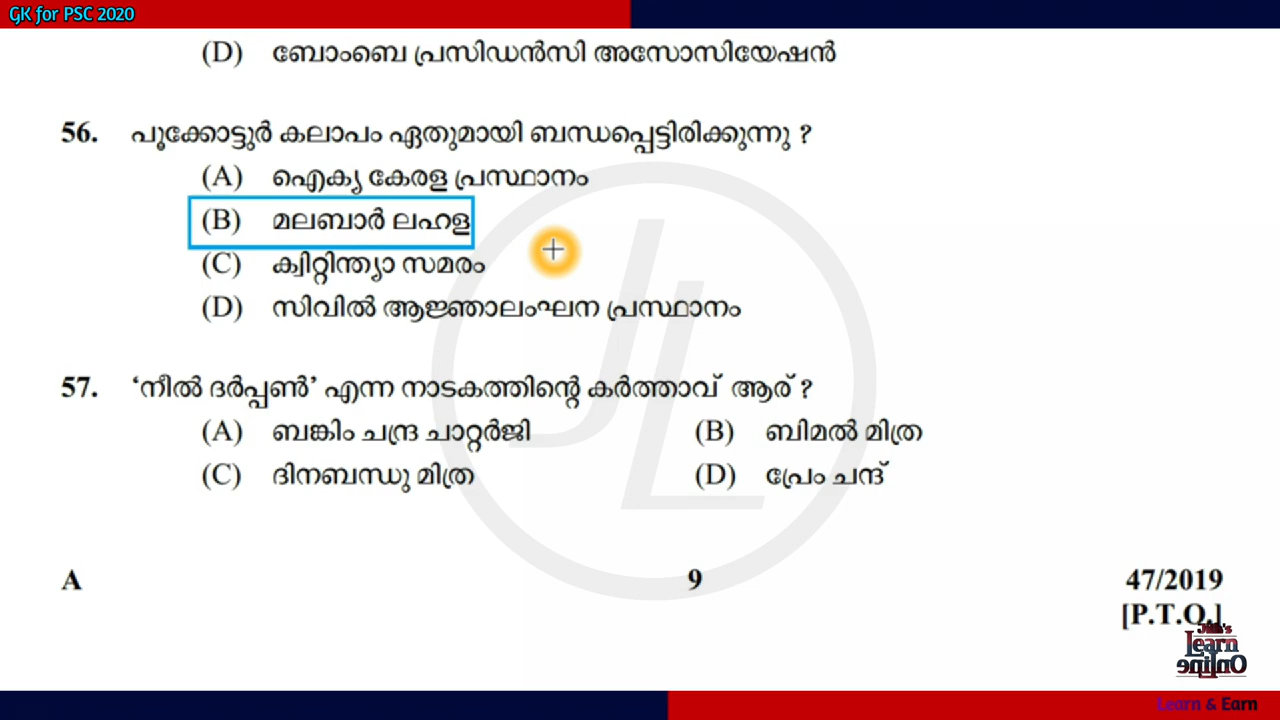 GK for PSC 2020
(D) ബോംബെ പ്രസിഡൻസി അസോസിയേഷൻ
56. പൂക്കോട്ടുർ കലാപം ഏതുമായി ബന്ധപ്പെട്ടിരിക്കുന്നു ?
(A) ഐക്യ കേരള പ്രസ്ഥാനം
(B) മലബാർ ലഹള
(C) ക്വിറ്റിന്ത്യാ സമരം
(D) സിവിൽ ആജ്ഞാലംഘന പ്രസ്ഥാനം
57. ‘നീൽ ദർപ്പൺ’ എന്ന നാടകത്തിന്റെ കർത്താവ് ആര് ?
(A) ബങ്കിം ചന്ദ്ര ചാറ്റർജി (B) ബിമൽ മിത്ര
(C) ദിനബന്ധു മിത്ര (D) പ്രേം ചന്ദ്
A 9 47/2019
[P.T.O.]
JL
Jith's
Learn
Online
Learn & Earn